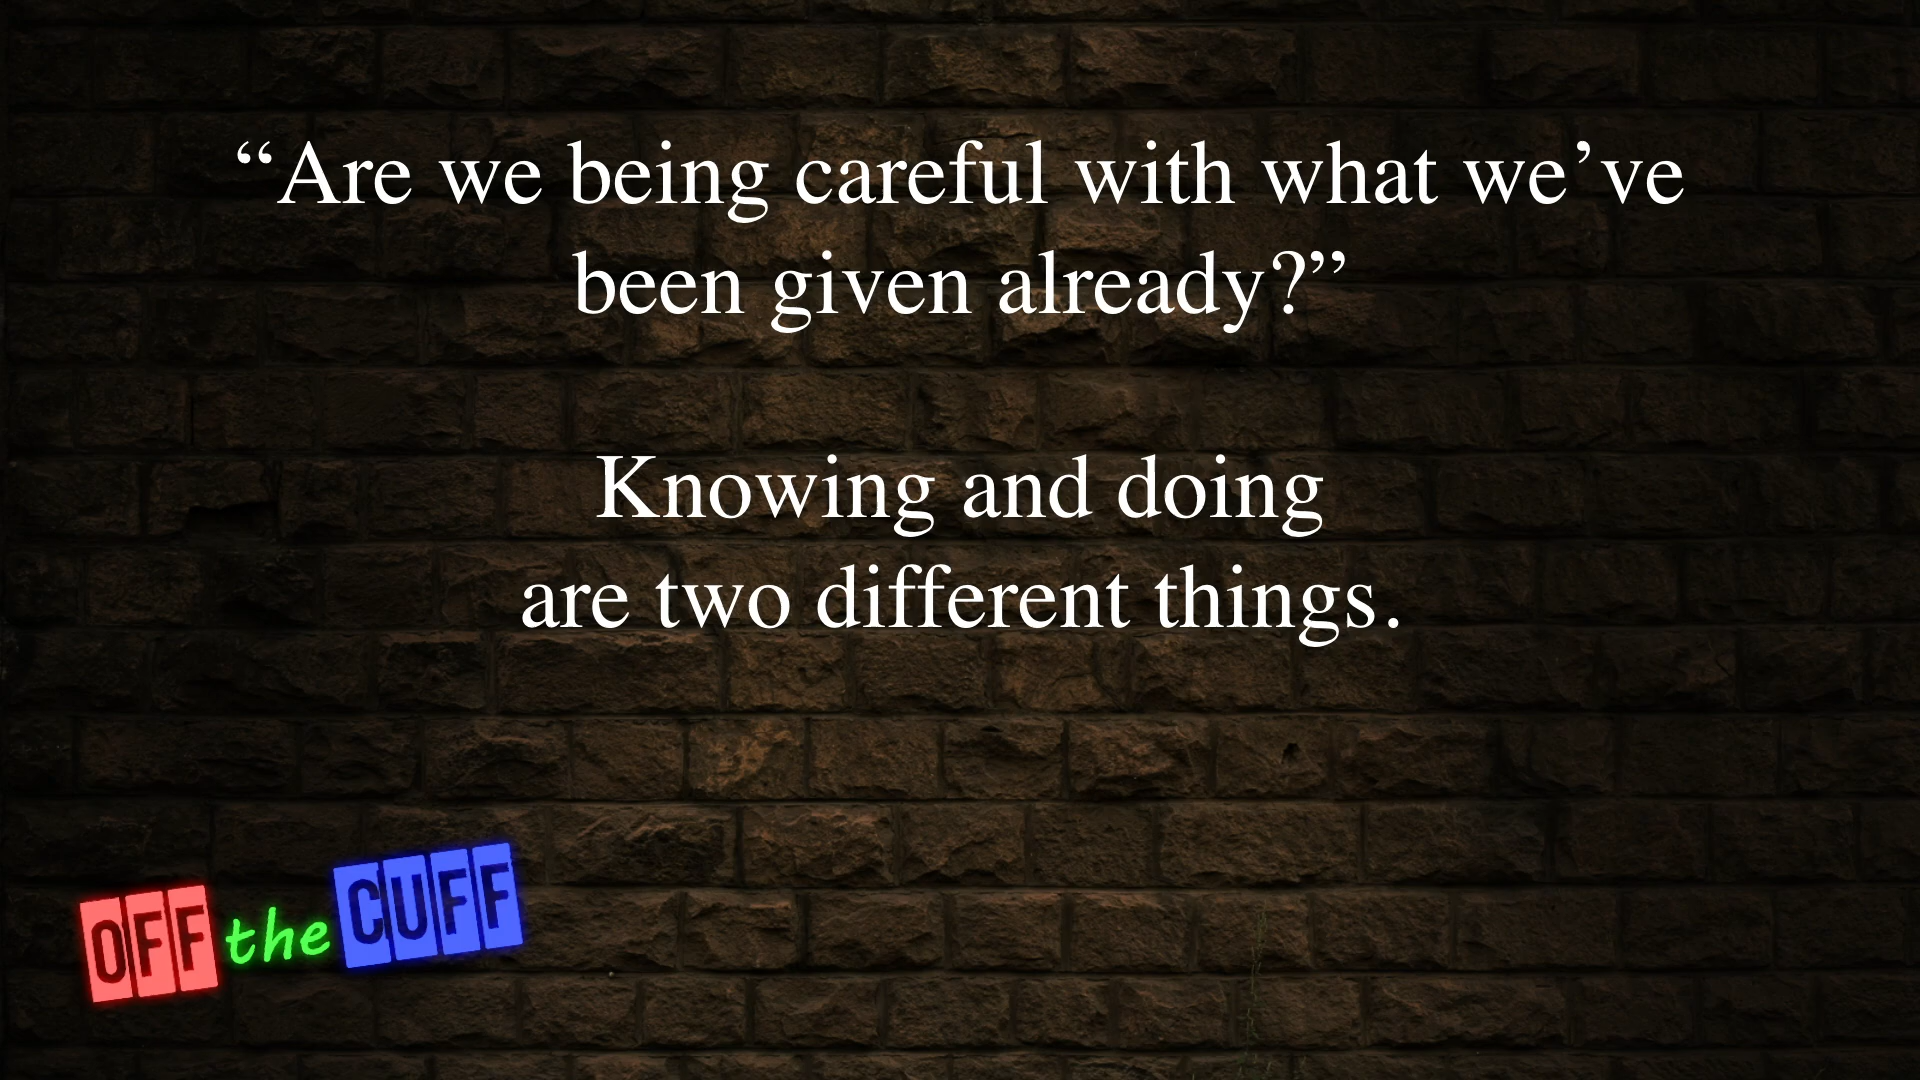 “Are we being careful with what we’ve
been given already?”
Knowing and doing
are two different things.
OFF the CUFF